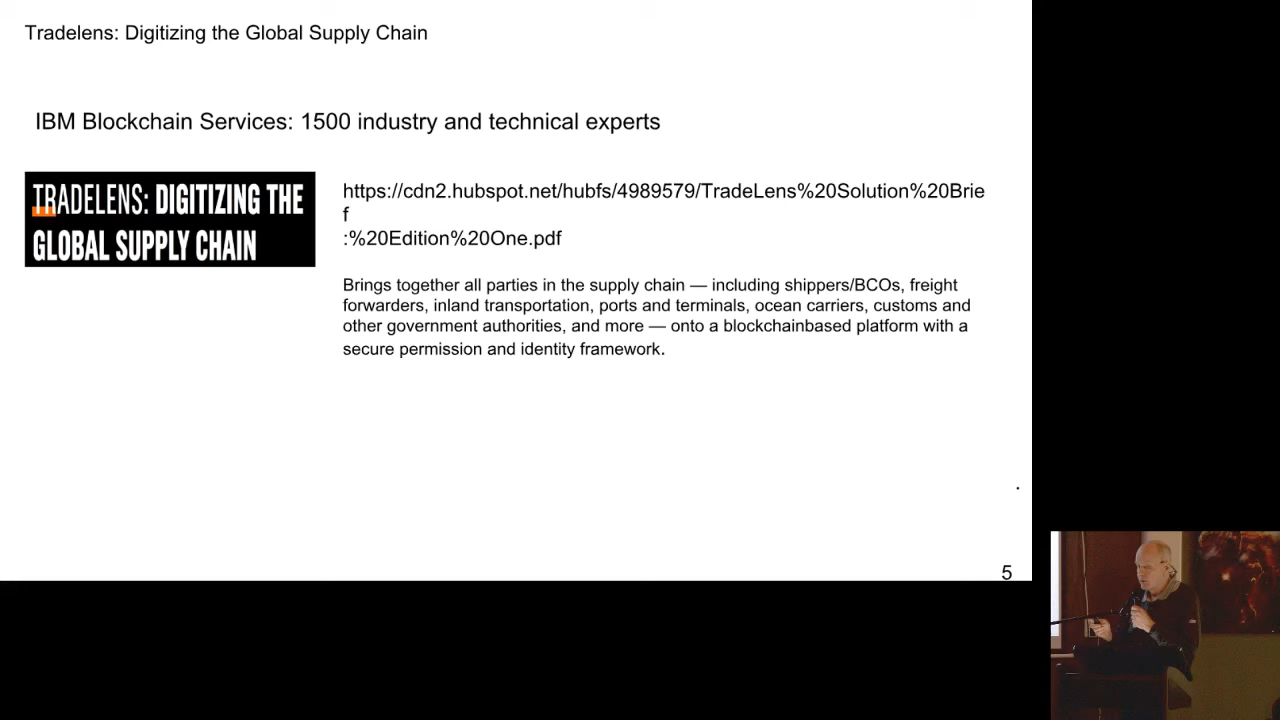 Tradelens: Digitizing the Global Supply Chain
IBM Blockchain Services: 1500 industry and technical experts
TRADELENS: DIGITIZING THE
GLOBAL SUPPLY CHAIN
https://cdn2.hubspot.net/hubfs/4989579/TradeLens%20Solution%20Brie
f
:%20Edition%20One.pdf
Brings together all parties in the supply chain — including shippers/BCOs, freight
forwarders, inland transportation, ports and terminals, ocean carriers, customs and
other government authorities, and more — onto a blockchainbased platform with a
secure permission and identity framework.
.
5